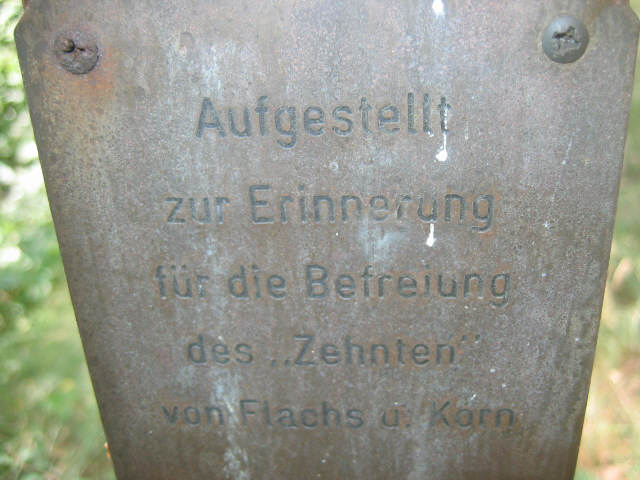 Aufgestellt
zur Erinnerung
für die Befreiung
des „Zehnten"
von Flachs u. Korn